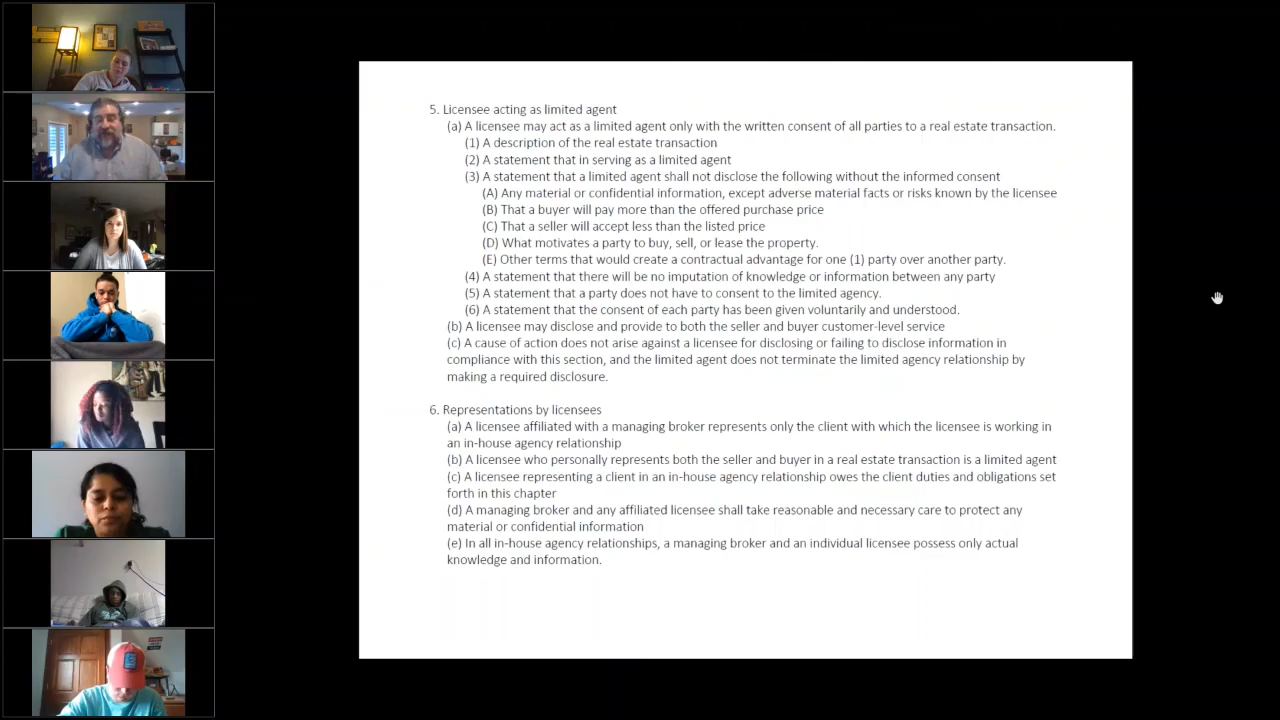 5. Licensee acting as limited agent
(a) A licensee may act as a limited agent only with the written consent of all parties to a real estate transaction.
(1) A description of the real estate transaction
(2) A statement that in serving as a limited agent
(3) A statement that a limited agent shall not disclose the following without the informed consent
(A) Any material or confidential information, except adverse material facts or risks known by the licensee
(B) That a buyer will pay more than the offered purchase price
(C) That a seller will accept less than the listed price
(D) What motivates a party to buy, sell, or lease the property.
(E) Other terms that would create a contractual advantage for one (1) party over another party.
(4) A statement that there will be no imputation of knowledge or information between any party
(5) A statement that a party does not have to consent to the limited agency.
(6) A statement that the consent of each party has been given voluntarily and understood.
(b) A licensee may disclose and provide to both the seller and buyer customer-level service
(c) A cause of action does not arise against a licensee for disclosing or failing to disclose information in
compliance with this section, and the limited agent does not terminate the limited agency relationship by
making a required disclosure.
6. Representations by licensees
(a) A licensee affiliated with a managing broker represents only the client with which the licensee is working in
an in-house agency relationship
(b) A licensee who personally represents both the seller and buyer in a real estate transaction is a limited agent
(c) A licensee representing a client in an in-house agency relationship owes the client duties and obligations set
forth in this chapter
(d) A managing broker and any affiliated licensee shall take reasonable and necessary care to protect any
material or confidential information
(e) In all in-house agency relationships, a managing broker and an individual licensee possess only actual
knowledge and information.